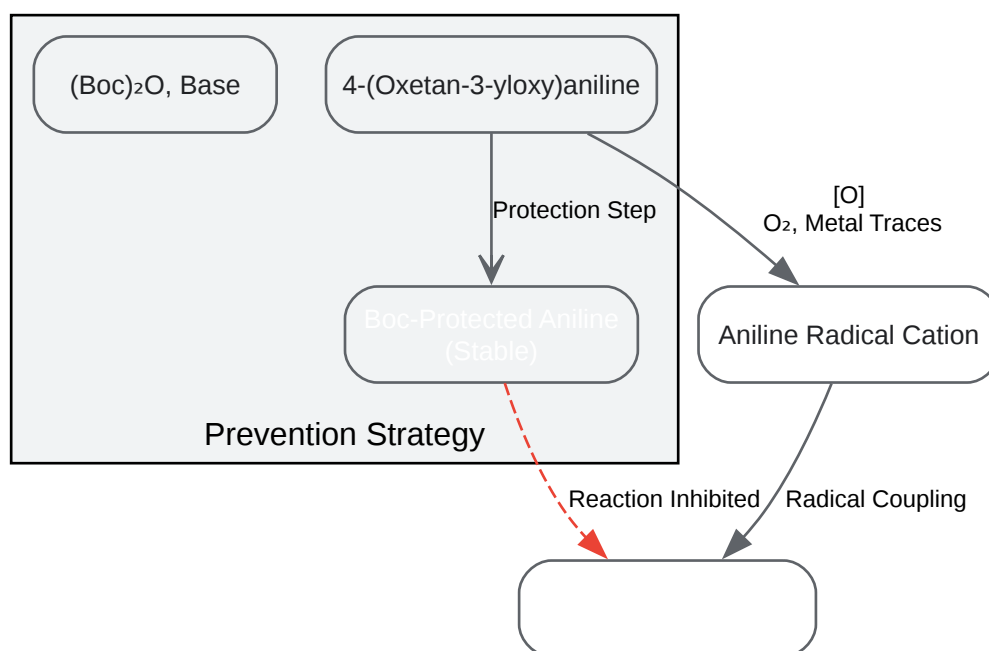 (Boc)₂O, Base
4-(Oxetan-3-yloxy)aniline
Protection Step
[O]
O₂, Metal Traces
Boc-Protected Aniline
(Stable)
Aniline Radical Cation
Prevention Strategy
Reaction Inhibited
Radical Coupling